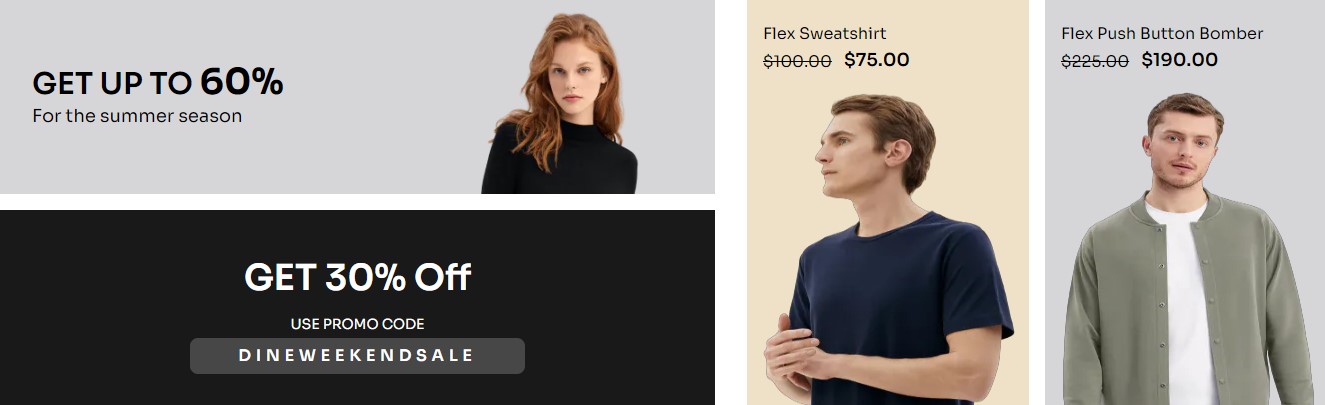 GET UP TO 60%
For the summer season
GET 30% Off
USE PROMO CODE
DINEWEEKENDSALE
Flex Sweatshirt
$100.00 $75.00
Flex Push Button Bomber
$225.00 $190.00